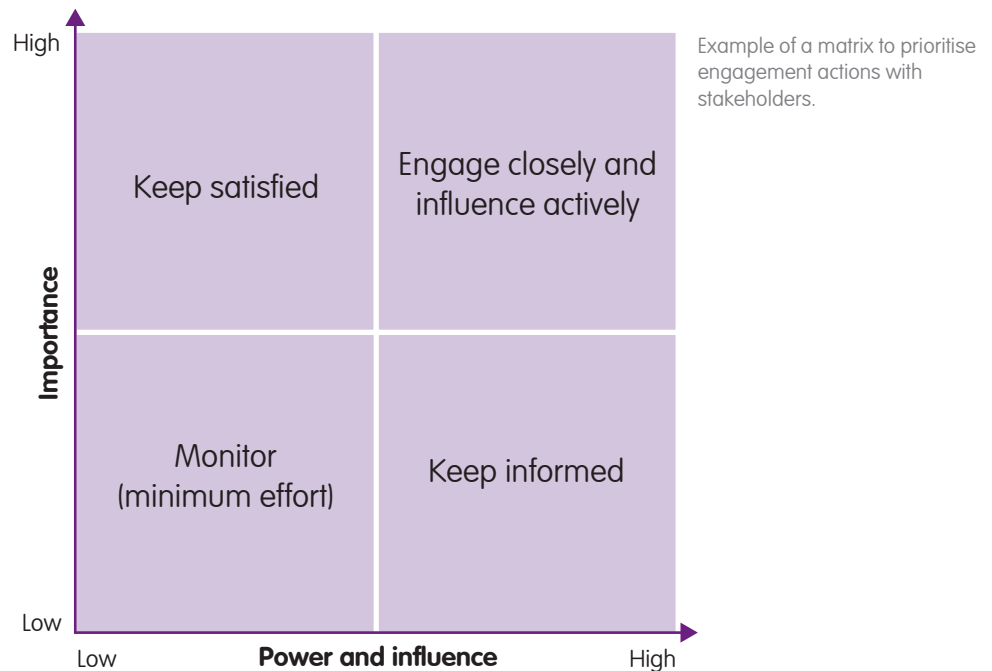 High
Example of a matrix to prioritise
engagement actions with
stakeholders.
Keep satisfied
Engage closely and
influence actively
Importance
Monitor
(minimum effort)
Keep informed
Low
Low
Power and influence
High